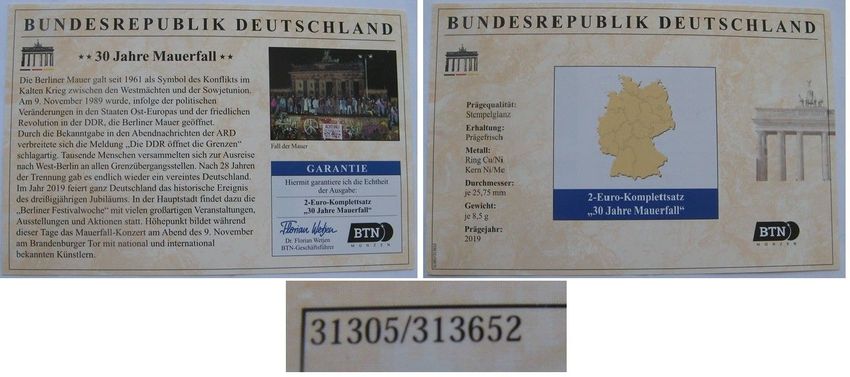 BUNDESREPUBLIK DEUTSCHLAND
★★ 30 Jahre Mauerfall ★★
Die Berliner Mauer galt seit 1961 als Symbol des Konflikts im
Kalten Krieg zwischen den Westmächten und der Sowjetunion.
Am 9. November 1989 wurde, infolge der politischen
Veränderungen in den Staaten Ost-Europas und der friedlichen
Revolution in der DDR, die Berliner Mauer geöffnet.
Durch die Bekanntgabe in den Abendnachrichten der ARD
verbreitete sich die Meldung „Die DDR öffnet die Grenzen“
schlagartig. Tausende Menschen versammelten sich zur Ausreise
nach West-Berlin an allen Grenzübergangsstellen. Nach 28 Jahren
der Trennung gab es endlich wieder ein vereintes Deutschland.
Im Jahr 2019 feiert ganz Deutschland das historische Ereignis
des dreißigjährigen Jubiläums. In der Hauptstadt findet dazu die
„Berliner Festivalwoche“ mit vielen großartigen Veranstaltungen,
Ausstellungen und Aktionen statt. Höhepunkt bildet während
dieser Tage das Mauerfall-Konzert am Abend des 9. November
am Brandenburger Tor mit national und international
bekannten Künstlern.
Fall der Mauer
GARANTIE
Hiermit garantiere ich die Echtheit
der Ausgabe:
2-Euro-Komplettsatz
„30 Jahre Mauerfall“
Florian Wetjen
Dr. Florian Wetjen
BTN-Geschäftsführer
BTN
MÜNZEN
BUNDESREPUBLIK DEUTSCHLAND
Prägequalität:
Stempelglanz
Erhaltung:
Prägefrisch
Metall:
Ring Cu/Ni
Kern Ni/Me
Durchmesser:
je 25,75 mm
Gewicht:
je 8,5 g
Prägejahr:
2019
2-Euro-Komplettsatz
„30 Jahre Mauerfall“
BTN
MÜNZEN
31305/313652